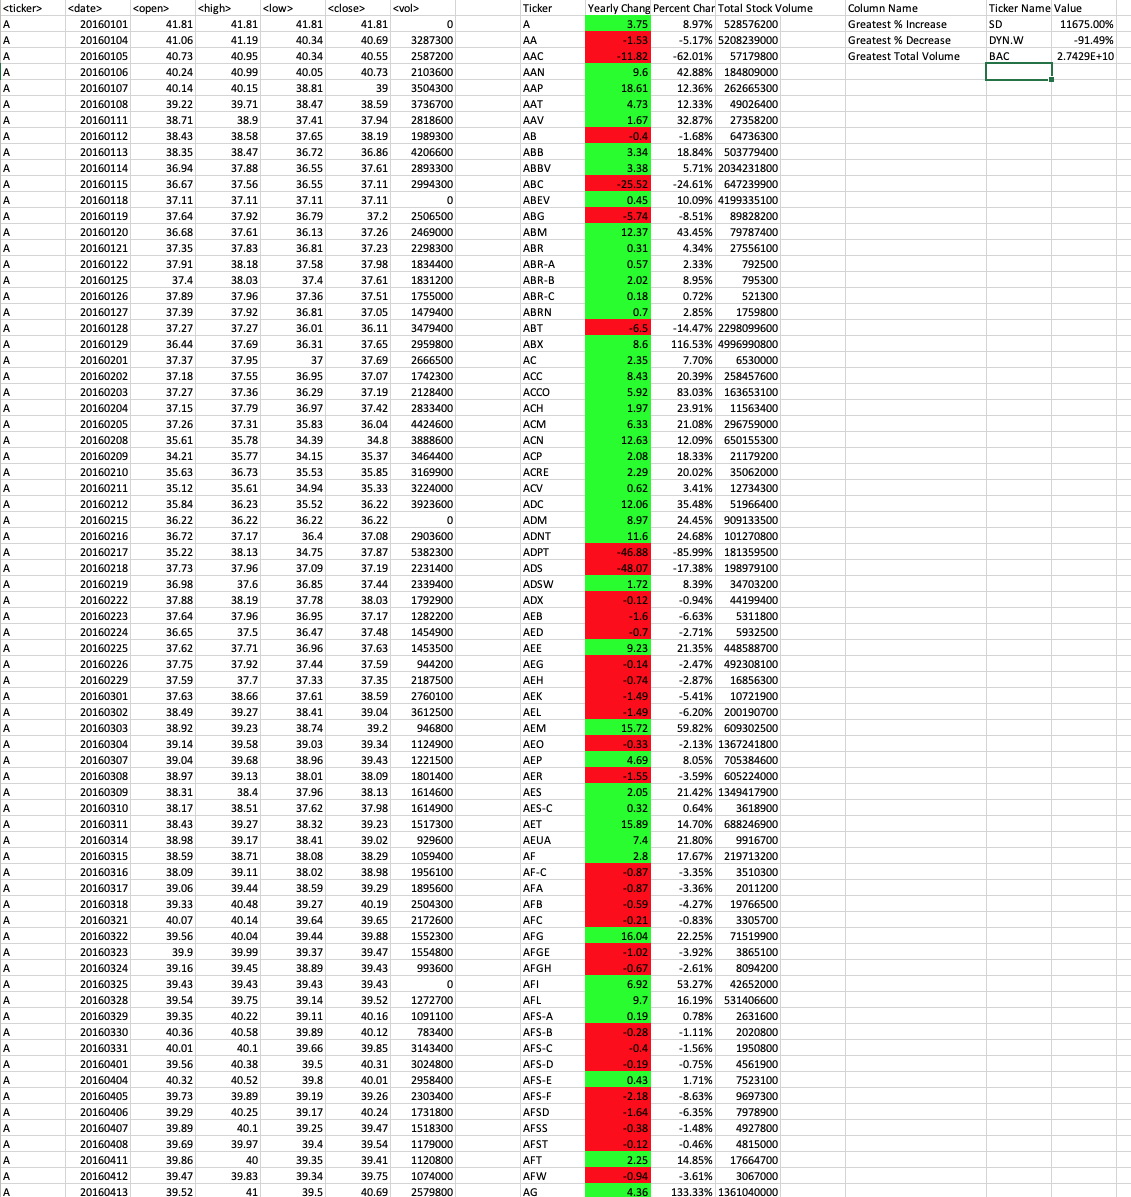 <ticker> <date> <open> <high> <low> <close> <vol> Ticker Yearly Chang Percent Char Total Stock Volume Column Name Ticker Name Value
A 20160101 41.81 41.81 41.81 41.81 0 A 3.75 8.97% 528576200 Greatest % Increase SD 11675.00%
A 20160104 41.06 41.19 40.34 40.69 3287300 AA -1.53 -5.17% 5208239000 Greatest % Decrease DYN.W -91.49%
A 20160105 40.73 40.95 40.34 40.55 2587200 AAC -11.82 -62.01% 57179800 Greatest Total Volume BAC 2.7429E+10
A 20160106 40.24 40.99 40.05 40.73 2103600 AAN 9.6 42.88% 184809000
A 20160107 40.14 40.15 38.81 39 3504300 AAP 18.61 12.36% 262665300
A 20160108 39.22 39.71 38.47 38.59 3736700 AAT 4.73 12.33% 49026400
A 20160111 38.71 38.9 37.41 37.94 2818600 AAV 1.67 32.87% 27358200
A 20160112 38.43 38.58 37.65 38.19 1989300 AB -0.4 -1.68% 64736300
A 20160113 38.35 38.47 36.72 36.86 4206600 ABB 3.34 18.84% 503779400
A 20160114 36.94 37.88 36.55 37.61 2893300 ABBV 3.38 5.71% 2034231800
A 20160115 36.67 37.56 36.55 37.11 2994300 ABC -25.52 -24.61% 647239900
A 20160118 37.11 37.11 37.11 37.11 0 ABEV 0.45 10.09% 4199335100
A 20160119 37.64 37.92 36.79 37.2 2506500 ABG -5.74 -8.51% 89828200
A 20160120 36.68 37.61 36.13 37.26 2469000 ABM 12.37 43.45% 79787400
A 20160121 37.35 37.83 36.81 37.23 2298300 ABR 0.31 4.34% 27556100
A 20160122 37.91 38.18 37.58 37.98 1834400 ABR-A 0.57 2.33% 792500
A 20160125 37.4 38.03 37.4 37.61 1831200 ABR-B 2.02 8.95% 795300
A 20160126 37.89 37.96 37.36 37.51 1755000 ABR-C 0.18 0.72% 521300
A 20160127 37.39 37.92 36.81 37.05 1479400 ABRN 0.7 2.85% 1759800
A 20160128 37.27 37.27 36.01 36.11 3479400 ABT -6.5 -14.47% 2298099600
A 20160129 36.44 37.69 36.31 37.65 2959800 ABX 8.6 116.53% 4996990800
A 20160201 37.37 37.95 37 37.69 2666500 AC 2.35 7.70% 6530000
A 20160202 37.18 37.55 36.95 37.07 1742300 ACC 8.43 20.39% 258457600
A 20160203 37.27 37.36 36.29 37.19 2128400 ACCO 5.92 83.03% 163653100
A 20160204 37.15 37.79 36.97 37.42 2833400 ACH 1.97 23.91% 11563400
A 20160205 37.26 37.31 35.83 36.04 4424600 ACM 6.33 21.08% 296759000
A 20160208 35.61 35.78 34.39 34.8 3888600 ACN 12.63 12.09% 650155300
A 20160209 34.21 35.77 34.15 35.37 3464400 ACP 2.08 18.33% 21179200
A 20160210 35.63 36.73 35.53 35.85 3169900 ACRE 2.29 20.02% 35062000
A 20160211 35.12 35.61 34.94 35.33 3224000 ACV 0.62 3.41% 12734300
A 20160212 35.84 36.23 35.52 36.22 3923600 ADC 12.06 35.48% 51966400
A 20160215 36.22 36.22 36.22 36.22 0 ADM 8.97 24.45% 909133500
A 20160216 36.72 37.17 36.4 37.08 2903600 ADNT 11.6 24.68% 101270800
A 20160217 35.22 38.13 34.75 37.87 5382300 ADPT -46.88 -85.99% 181359500
A 20160218 37.73 37.96 37.09 37.19 2231400 ADS -48.07 -17.38% 198979100
A 20160219 36.98 37.6 36.85 37.44 2339400 ADSW 1.72 8.39% 34703200
A 20160222 37.88 38.19 37.78 38.03 1792900 ADX -0.12 -0.94% 44199400
A 20160223 37.64 37.96 36.95 37.17 1282200 AEB -1.6 -6.63% 5311800
A 20160224 36.65 37.5 36.47 37.48 1454900 AED -0.7 -2.71% 5932500
A 20160225 37.62 37.71 36.96 37.63 1453500 AEE 9.23 21.35% 448588700
A 20160226 37.75 37.92 37.44 37.59 944200 AEG -0.14 -2.47% 492308100
A 20160229 37.59 37.7 37.33 37.35 2187500 AEH -0.74 -2.87% 16856300
A 20160301 37.63 38.66 37.61 38.59 2760100 AEK -1.49 -5.41% 10721900
A 20160302 38.49 39.27 38.41 39.04 3612500 AEL -1.49 -6.20% 200190700
A 20160303 38.92 39.23 38.74 39.2 946800 AEM 15.72 59.82% 609302500
A 20160304 39.14 39.58 39.03 39.34 1124900 AEO -0.33 -2.13% 1367241800
A 20160307 39.04 39.68 38.96 39.43 1221500 AEP 4.69 8.05% 705384600
A 20160308 38.97 39.13 38.01 38.09 1801400 AER -1.55 -3.59% 605224000
A 20160309 38.31 38.4 37.96 38.13 1614600 AES 2.05 21.42% 1349417900
A 20160310 38.17 38.51 37.62 37.98 1614900 AES-C 0.32 0.64% 3618900
A 20160311 38.43 39.27 38.32 39.23 1517300 AET 15.89 14.70% 688246900
A 20160314 38.98 39.17 38.41 39.02 929600 AEUA 7.4 21.80% 9916700
A 20160315 38.59 38.71 38.08 38.29 1059400 AF 2.8 17.67% 219713200
A 20160316 38.09 39.11 38.02 38.98 1956100 AF-C -0.87 -3.35% 3510300
A 20160317 39.06 39.44 38.59 39.29 1895600 AFA -0.87 -3.36% 2011200
A 20160318 39.33 40.48 39.27 40.19 2504300 AFB -0.59 -4.27% 19766500
A 20160321 40.07 40.14 39.64 39.65 2172600 AFC -0.21 -0.83% 3305700
A 20160322 39.56 40.04 39.44 39.88 1552300 AFG 16.04 22.25% 71519900
A 20160323 39.9 39.99 39.37 39.47 1554800 AFGE -1.02 -3.92% 3865100
A 20160324 39.16 39.45 38.89 39.43 993600 AFGH -0.67 -2.61% 8094200
A 20160325 39.43 39.43 39.43 39.43 0 AFI 6.92 53.27% 42652000
A 20160328 39.54 39.75 39.14 39.52 1272700 AFL 9.7 16.19% 531406600
A 20160329 39.35 40.22 39.11 40.16 1091100 AFS-A 0.19 0.78% 2631600
A 20160330 40.36 40.58 39.89 40.12 783400 AFS-B -0.28 -1.11% 2020800
A 20160331 40.01 40.1 39.66 39.85 3143400 AFS-C -0.4 -1.56% 1950800
A 20160401 39.56 40.38 39.5 40.31 3024800 AFS-D -0.19 -0.75% 4561900
A 20160404 40.32 40.52 39.8 40.01 2958400 AFS-E 0.43 1.71% 7523100
A 20160405 39.73 39.89 39.19 39.26 2303400 AFS-F -2.18 -8.63% 9697300
A 20160406 39.29 40.25 39.17 40.24 1731800 AFSD -1.64 -6.35% 7978900
A 20160407 39.89 40.1 39.25 39.47 1518300 AFSS -0.38 -1.48% 4927800
A 20160408 39.69 39.97 39.4 39.54 1179000 AFST -0.12 -0.46% 4815000
A 20160411 39.86 40 39.35 39.41 1120800 AFT 2.25 14.85% 17664700
A 20160412 39.47 39.83 39.34 39.75 1074000 AFW -0.94 -3.61% 3067000
A 20160413 39.52 41 39.5 40.69 2579800 AG 4.36 133.33% 1361040000